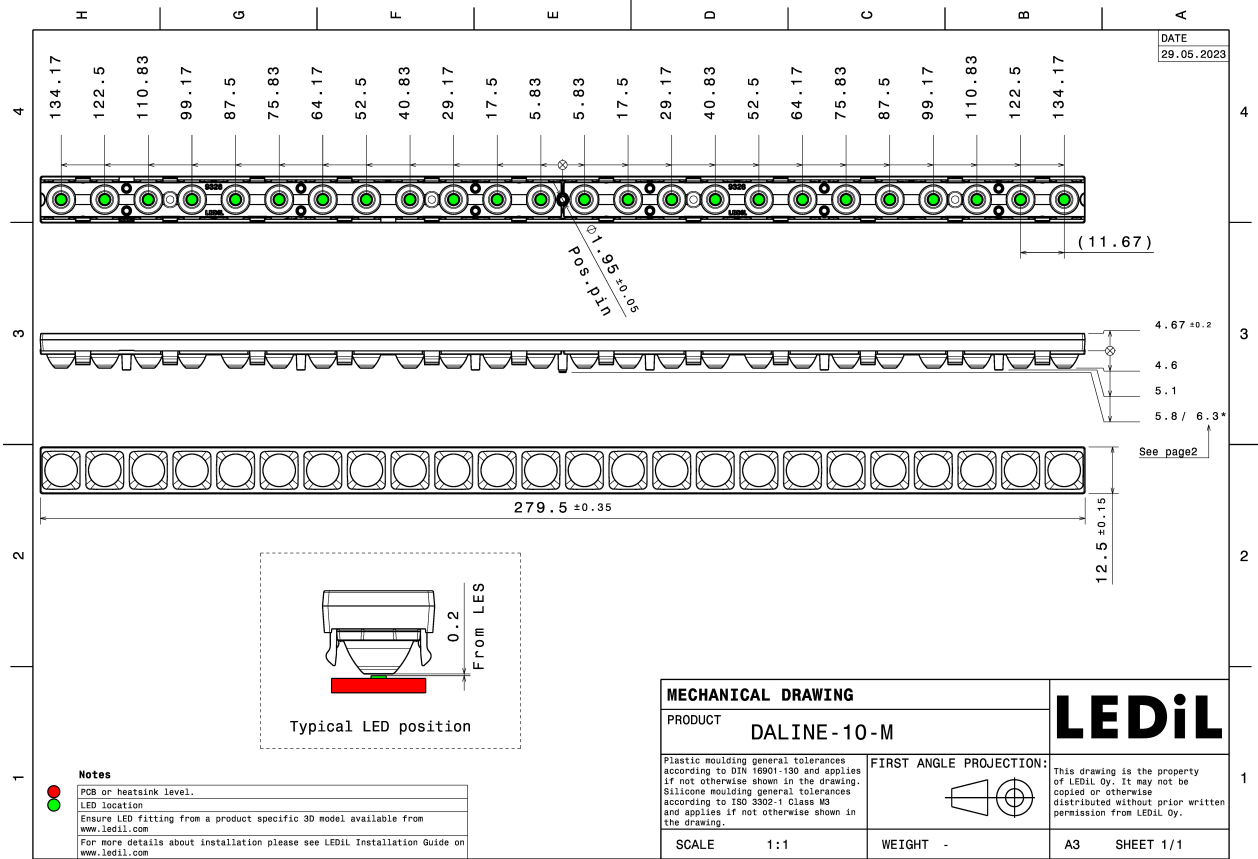 H G F E D C B A
DATE
29.05.2023
134.17 122.5 110.83 99.17 87.5 75.83 64.17 52.5 40.83 29.17 17.5 5.83 5.83 17.5 29.17 40.83 52.5 64.17 75.83 87.5 99.17 110.83 122.5 134.17
4 4
9328 9328
LEDiL LEDiL
(11.67)
Ø1.95 ±0.05
Pos.pin
3 3
4.67 ±0.2
4.6
5.1
5.8/ 6.3*
See page2
279.5 ±0.35
12.5 ±0.15
2 2
0.2
From LES
Typical LED position
MECHANICAL DRAWING
PRODUCT
DALINE-10-M
LEDiL
Plastic moulding general tolerances
according to DIN 16901-130 and applies
if not otherwise shown in the drawing.
Silicone moulding general tolerances
according to ISO 3302-1 Class M3
and applies if not otherwise shown in
the drawing.
FIRST ANGLE PROJECTION:
This drawing is the property
of LEDiL Oy. It may not be
copied or otherwise
distributed without prior written
permission from LEDiL Oy.
1 1
Notes
PCB or heatsink level.
LED location
Ensure LED fitting from a product specific 3D model available from
www.ledil.com
For more details about installation please see LEDiL Installation Guide on
www.ledil.com
SCALE 1:1
WEIGHT -
A3 SHEET 1/1